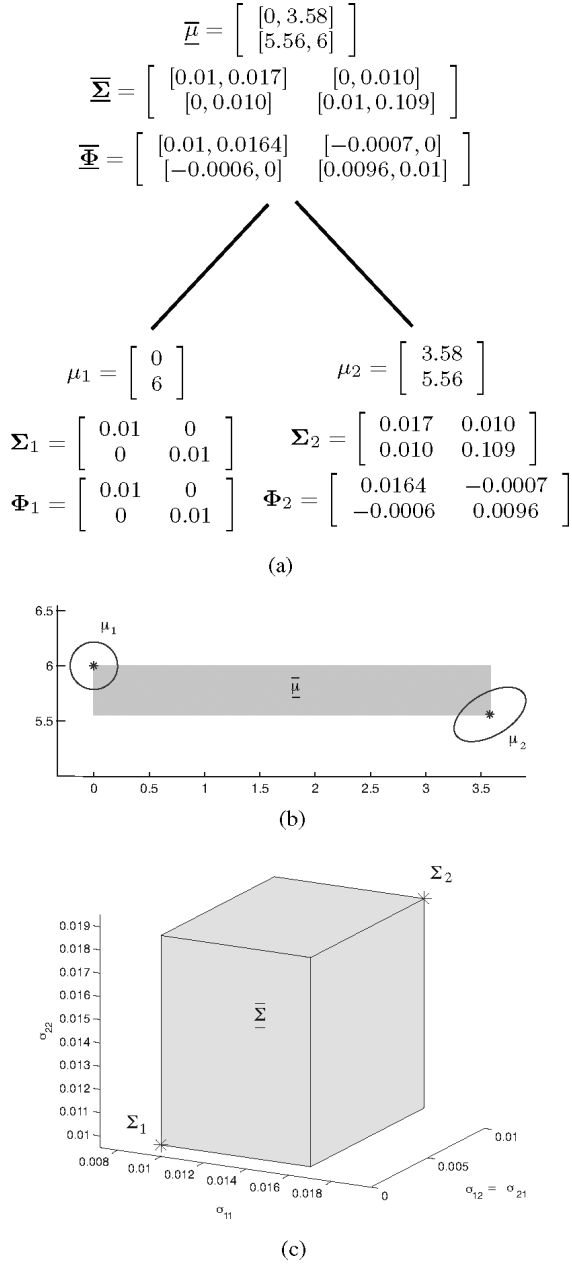 μ̲̅ = [ [0, 3.58]
[5.56, 6] ]
Σ̲̅ = [ [0.01, 0.017] [0, 0.010]
[0, 0.010] [0.01, 0.109] ]
Φ̲̅ = [ [0.01, 0.0164] [−0.0007, 0]
[−0.0006, 0] [0.0096, 0.01] ]
μ₁ = [ 0
6 ]
Σ₁ = [ 0.01 0
0 0.01 ]
Φ₁ = [ 0.01 0
0 0.01 ]
μ₂ = [ 3.58
5.56 ]
Σ₂ = [ 0.017 0.010
0.010 0.109 ]
Φ₂ = [ 0.0164 −0.0007
−0.0006 0.0096 ]
(a)
6.5
6
5.5
μ₁
μ̲̅
μ₂
0 0.5 1 1.5 2 2.5 3 3.5
(b)
Σ₂
0.019
0.018
0.017
0.016
0.015
0.014
0.013
0.012
0.011
0.01
σ₂₂
Σ̲̅
Σ₁
0.008 0.01 0.012 0.014 0.016 0.018
σ₁₁
0 0.005 0.01
σ₁₂ = σ₂₁
(c)